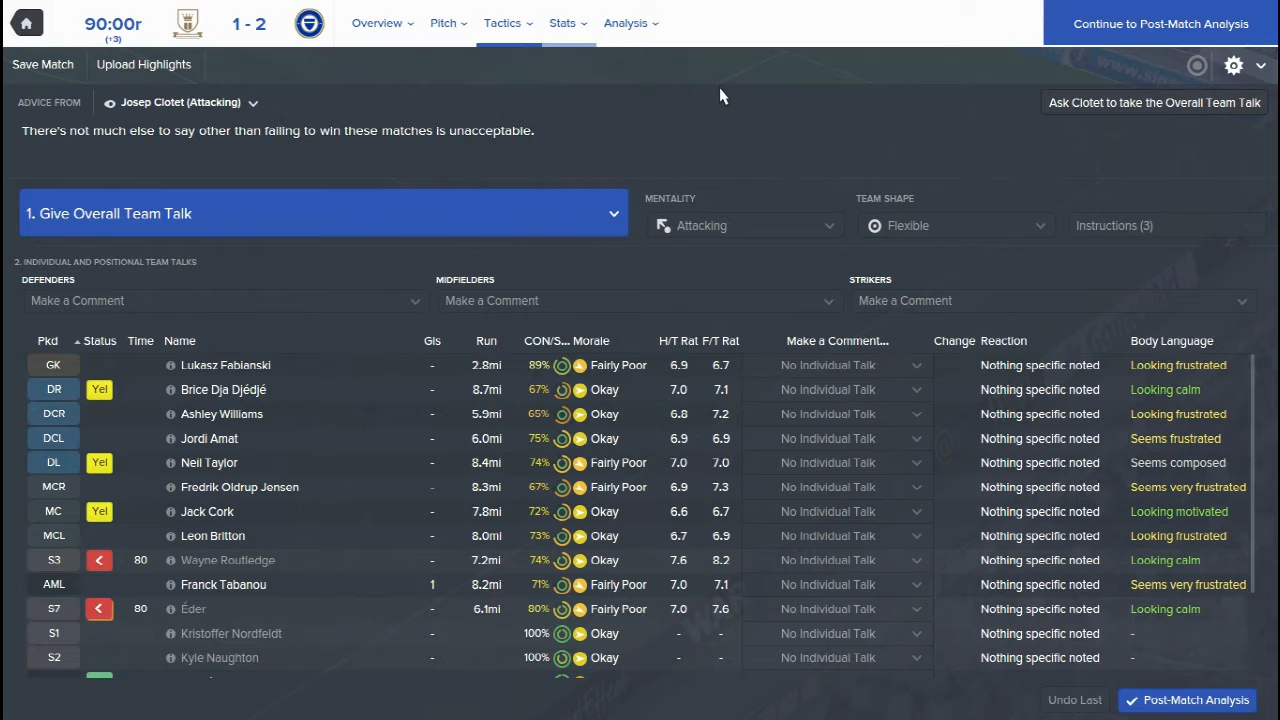 90:00r
(+3)
1 - 2
Overview
Pitch
Tactics
Stats
Analysis
Continue to Post-Match Analysis
Save Match
Upload Highlights
ADVICE FROM
Josep Clotet (Attacking)
Ask Clotet to take the Overall Team Talk
There's not much else to say other than failing to win these matches is unacceptable.
1. Give Overall Team Talk
MENTALITY
Attacking
TEAM SHAPE
Flexible
Instructions (3)
2. INDIVIDUAL AND POSITIONAL TEAM TALKS
DEFENDERS MIDFIELDERS STRIKERS
Make a Comment Make a Comment Make a Comment
Pkd Status Time Name Gls Run CON/S... Morale H/T Rat F/T Rat Make a Comment... Change Reaction Body Language
GK Lukasz Fabianski - 2.8mi 89% Fairly Poor 6.9 6.7 No Individual Talk Nothing specific noted Looking frustrated
DR Yel Brice Dja Djédjé - 8.7mi 67% Okay 7.0 7.1 No Individual Talk Nothing specific noted Looking calm
DCR Ashley Williams - 5.9mi 65% Okay 6.8 7.2 No Individual Talk Nothing specific noted Looking frustrated
DCL Jordi Amat - 6.0mi 75% Okay 6.9 6.9 No Individual Talk Nothing specific noted Seems frustrated
DL Yel Neil Taylor - 8.4mi 74% Fairly Poor 7.0 7.0 No Individual Talk Nothing specific noted Seems composed
MCR Fredrik Oldrup Jensen - 8.3mi 67% Fairly Poor 6.9 7.3 No Individual Talk Nothing specific noted Seems very frustrated
MC Yel Jack Cork - 7.8mi 72% Okay 6.6 6.7 No Individual Talk Nothing specific noted Looking motivated
MCL Leon Britton - 8.0mi 73% Okay 6.7 6.9 No Individual Talk Nothing specific noted Looking frustrated
S3 80 Wayne Routledge - 7.2mi 74% Okay 7.6 8.2 No Individual Talk Nothing specific noted Looking calm
AML Franck Tabanou 1 8.2mi 71% Fairly Poor 7.0 7.1 No Individual Talk Nothing specific noted Seems very frustrated
S7 80 Éder - 6.1mi 80% Fairly Poor 7.0 7.6 No Individual Talk Nothing specific noted Looking calm
S1 Kristoffer Nordfeldt - 100% Okay - - No Individual Talk Nothing specific noted -
S2 Kyle Naughton - 100% Okay - - No Individual Talk Nothing specific noted -
Undo Last
Post-Match Analysis